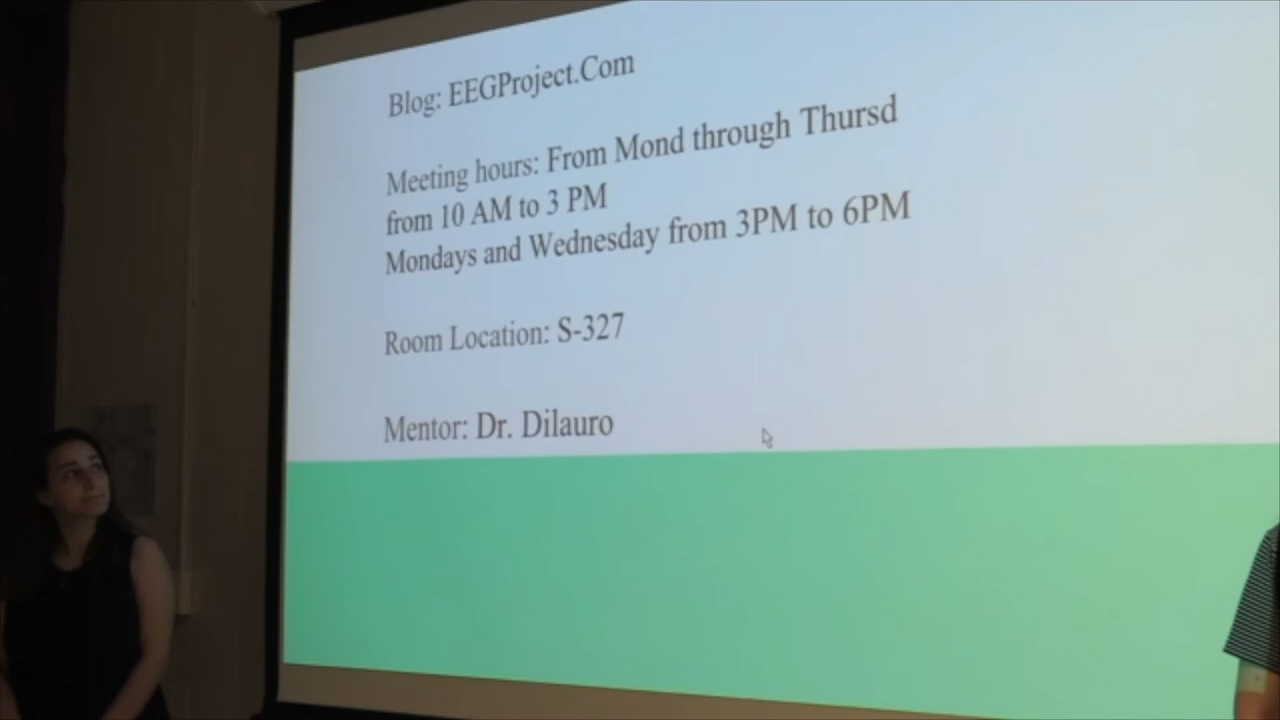 Blog: EEGProject.Com
Meeting hours: From Mond through Thursd
from 10 AM to 3 PM
Mondays and Wednesday from 3PM to 6PM
Room Location: S-327
Mentor: Dr. Dilauro